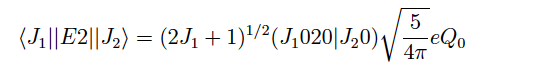 ⟨J₁||E2||J₂⟩ = (2J₁ + 1)^{1/2}(J₁020|J₂0)√(5/4π)eQ₀